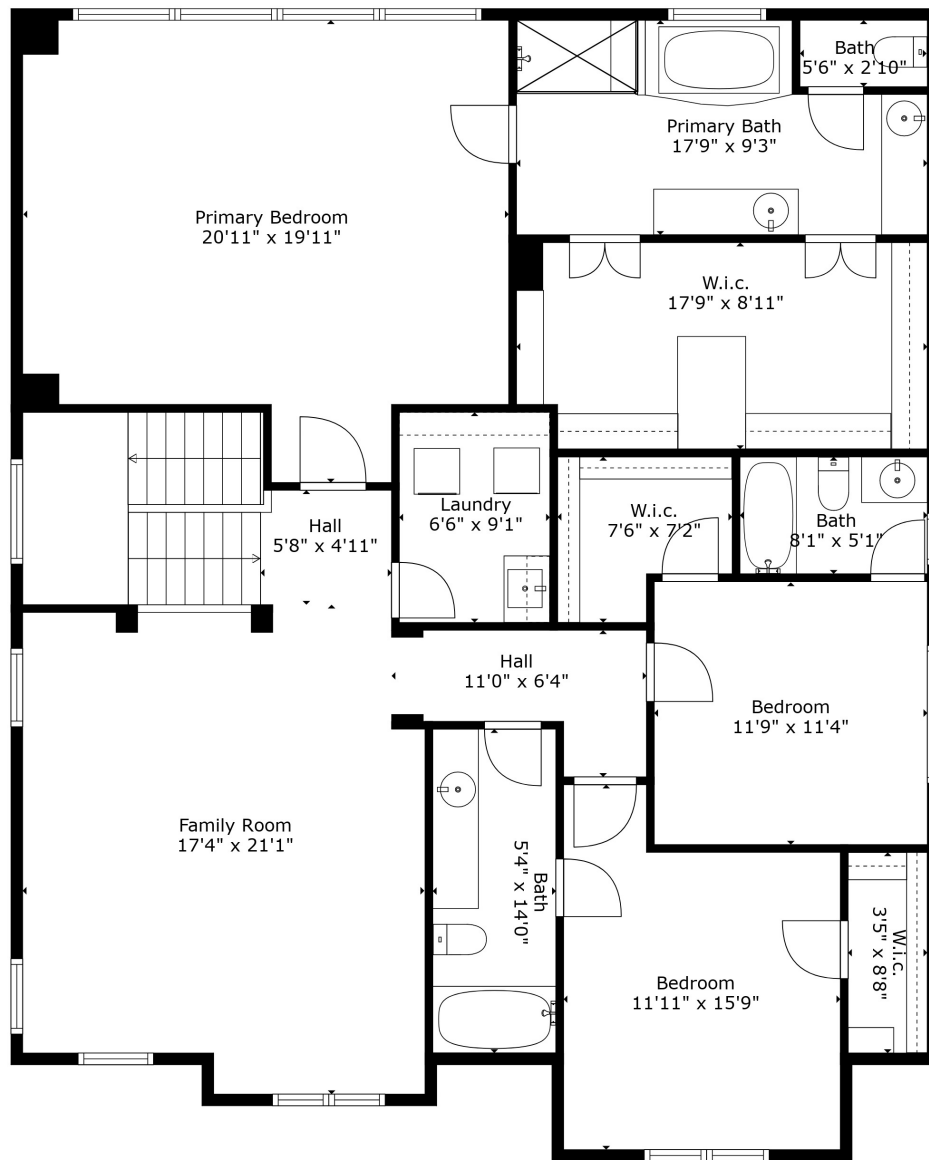 Bath
5'6" x 2'10"
Primary Bath
17'9" x 9'3"
Primary Bedroom
20'11" x 19'11"
W.i.c.
17'9" x 8'11"
Laundry
6'6" x 9'1"
W.i.c.
7'6" x 7'2"
Bath
8'1" x 5'1"
Hall
5'8" x 4'11"
Hall
11'0" x 6'4"
Bedroom
11'9" x 11'4"
Family Room
17'4" x 21'1"
Bath
5'4" x 14'0"
W.i.c.
3'5" x 8'8"
Bedroom
11'11" x 15'9"